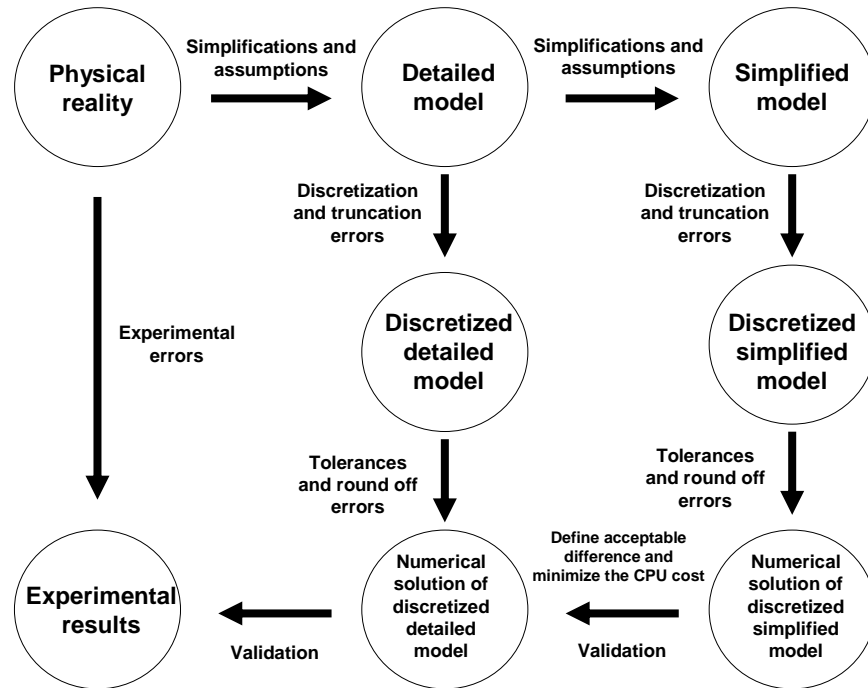 Physical
reality
Simplifications and
assumptions
Detailed
model
Simplifications and
assumptions
Simplified
model
Discretization
and truncation
errors
Discretization
and truncation
errors
Experimental
errors
Discretized
detailed
model
Discretized
simplified
model
Tolerances
and round off
errors
Tolerances
and round off
errors
Experimental
results
Validation
Numerical
solution of
discretized
detailed
model
Define acceptable
difference and
minimize the CPU cost
Validation
Numerical
solution of
discretized
simplified
model